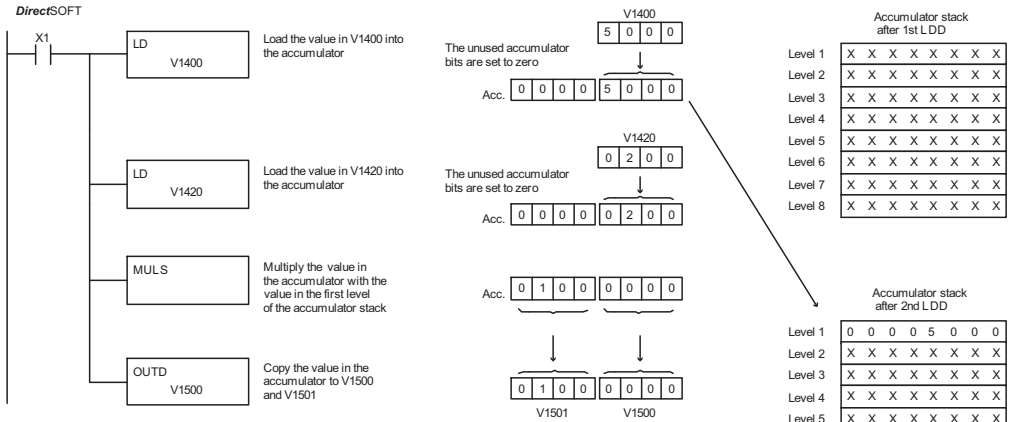 DirectSOFT
X1
LD
V1400
Load the value in V1400 into
the accumulator
LD
V1420
Load the value in V1420 into
the accumulator
MULS
Multiply the value in
the accumulator with the
value in the first level
of the accumulator stack
OUTD
V1500
Copy the value in the
accumulator to V1500
and V1501
V1400
5 0 0 0
The unused accumulator
bits are set to zero
Acc. 0 0 0 0 5 0 0 0
V1420
0 2 0 0
The unused accumulator
bits are set to zero
Acc. 0 0 0 0 0 2 0 0
Acc. 0 1 0 0 0 0 0 0
0 1 0 0 0 0 0 0
V1501 V1500
Accumulator stack
after 1st LDD
Level 1 X X X X X X X X
Level 2 X X X X X X X X
Level 3 X X X X X X X X
Level 4 X X X X X X X X
Level 5 X X X X X X X X
Level 6 X X X X X X X X
Level 7 X X X X X X X X
Level 8 X X X X X X X X
Accumulator stack
after 2nd LDD
Level 1 0 0 0 0 5 0 0 0
Level 2 X X X X X X X X
Level 3 X X X X X X X X
Level 4 X X X X X X X X
Level 5 X X X X X X X X